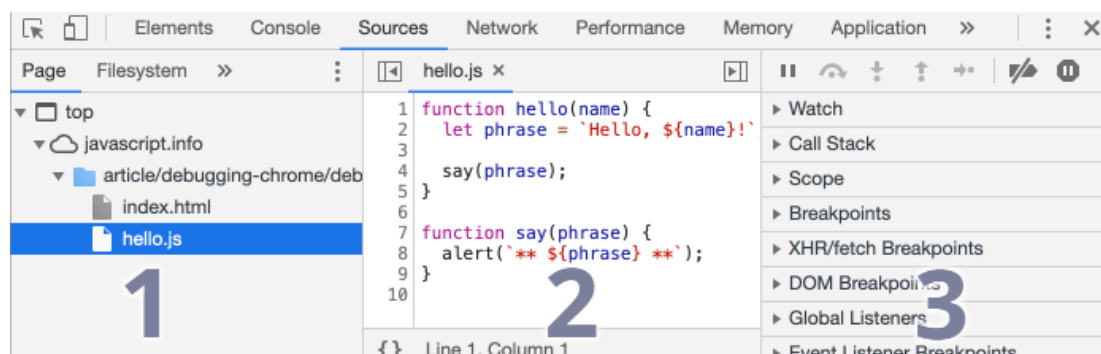 Elements Console Sources Network Performance Memory Application »
Page Filesystem »
top
javascript.info
article/debugging-chrome/deb
index.html
hello.js
1
hello.js ×
1 function hello(name) {
2 let phrase = `Hello, ${name}!`
3
4 say(phrase);
5 }
6
7 function say(phrase) {
8 alert(`** ${phrase} **`);
9 }
10
2
{} Line 1, Column 1
Watch
Call Stack
Scope
Breakpoints
XHR/fetch Breakpoints
DOM Breakpoints
Global Listeners
Event Listener Breakpoints
3